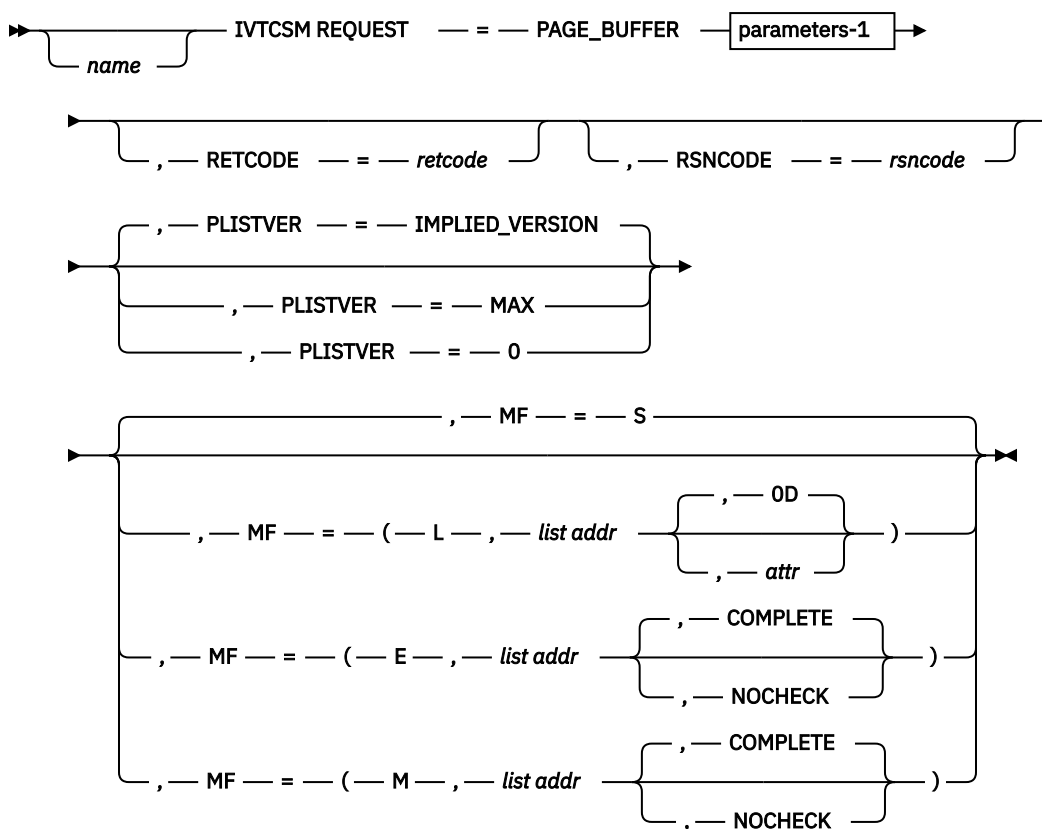 IVTCSM REQUEST = PAGE_BUFFER parameters-1
name
, RETCODE = retcode , RSNCODE = rsncode
, PLISTVER = IMPLIED_VERSION
, PLISTVER = MAX
, PLISTVER = 0
, MF = S
, 0D
, MF = ( L , list addr )
, attr
, COMPLETE
, MF = ( E , list addr )
, NOCHECK
, COMPLETE
, MF = ( M , list addr )
, NOCHECK